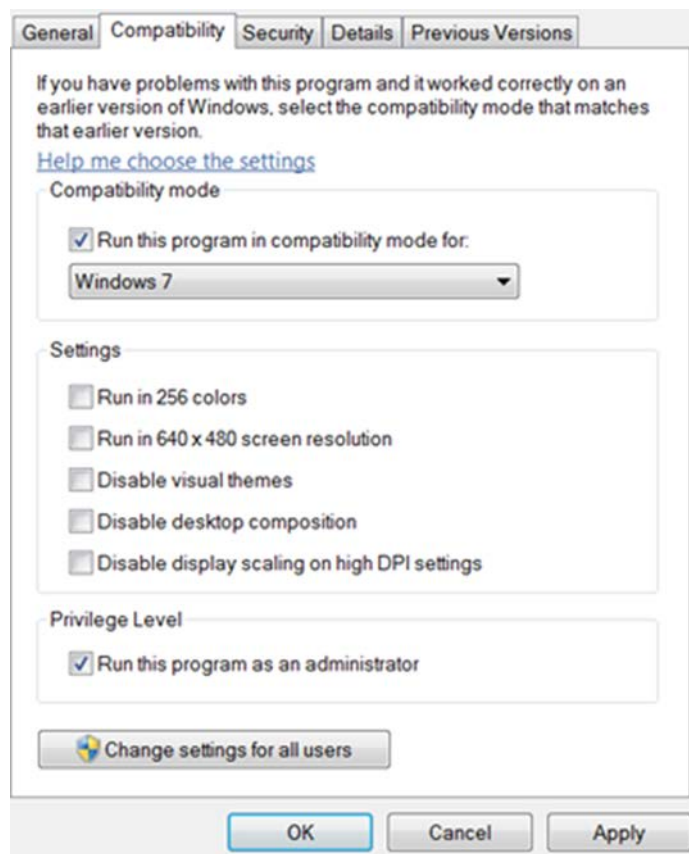 General Compatibility Security Details Previous Versions
If you have problems with this program and it worked correctly on an
earlier version of Windows, select the compatibility mode that matches
that earlier version.
Help me choose the settings
Compatibility mode
Run this program in compatibility mode for:
Windows 7
Settings
Run in 256 colors
Run in 640 x 480 screen resolution
Disable visual themes
Disable desktop composition
Disable display scaling on high DPI settings
Privilege Level
Run this program as an administrator
Change settings for all users
OK Cancel Apply